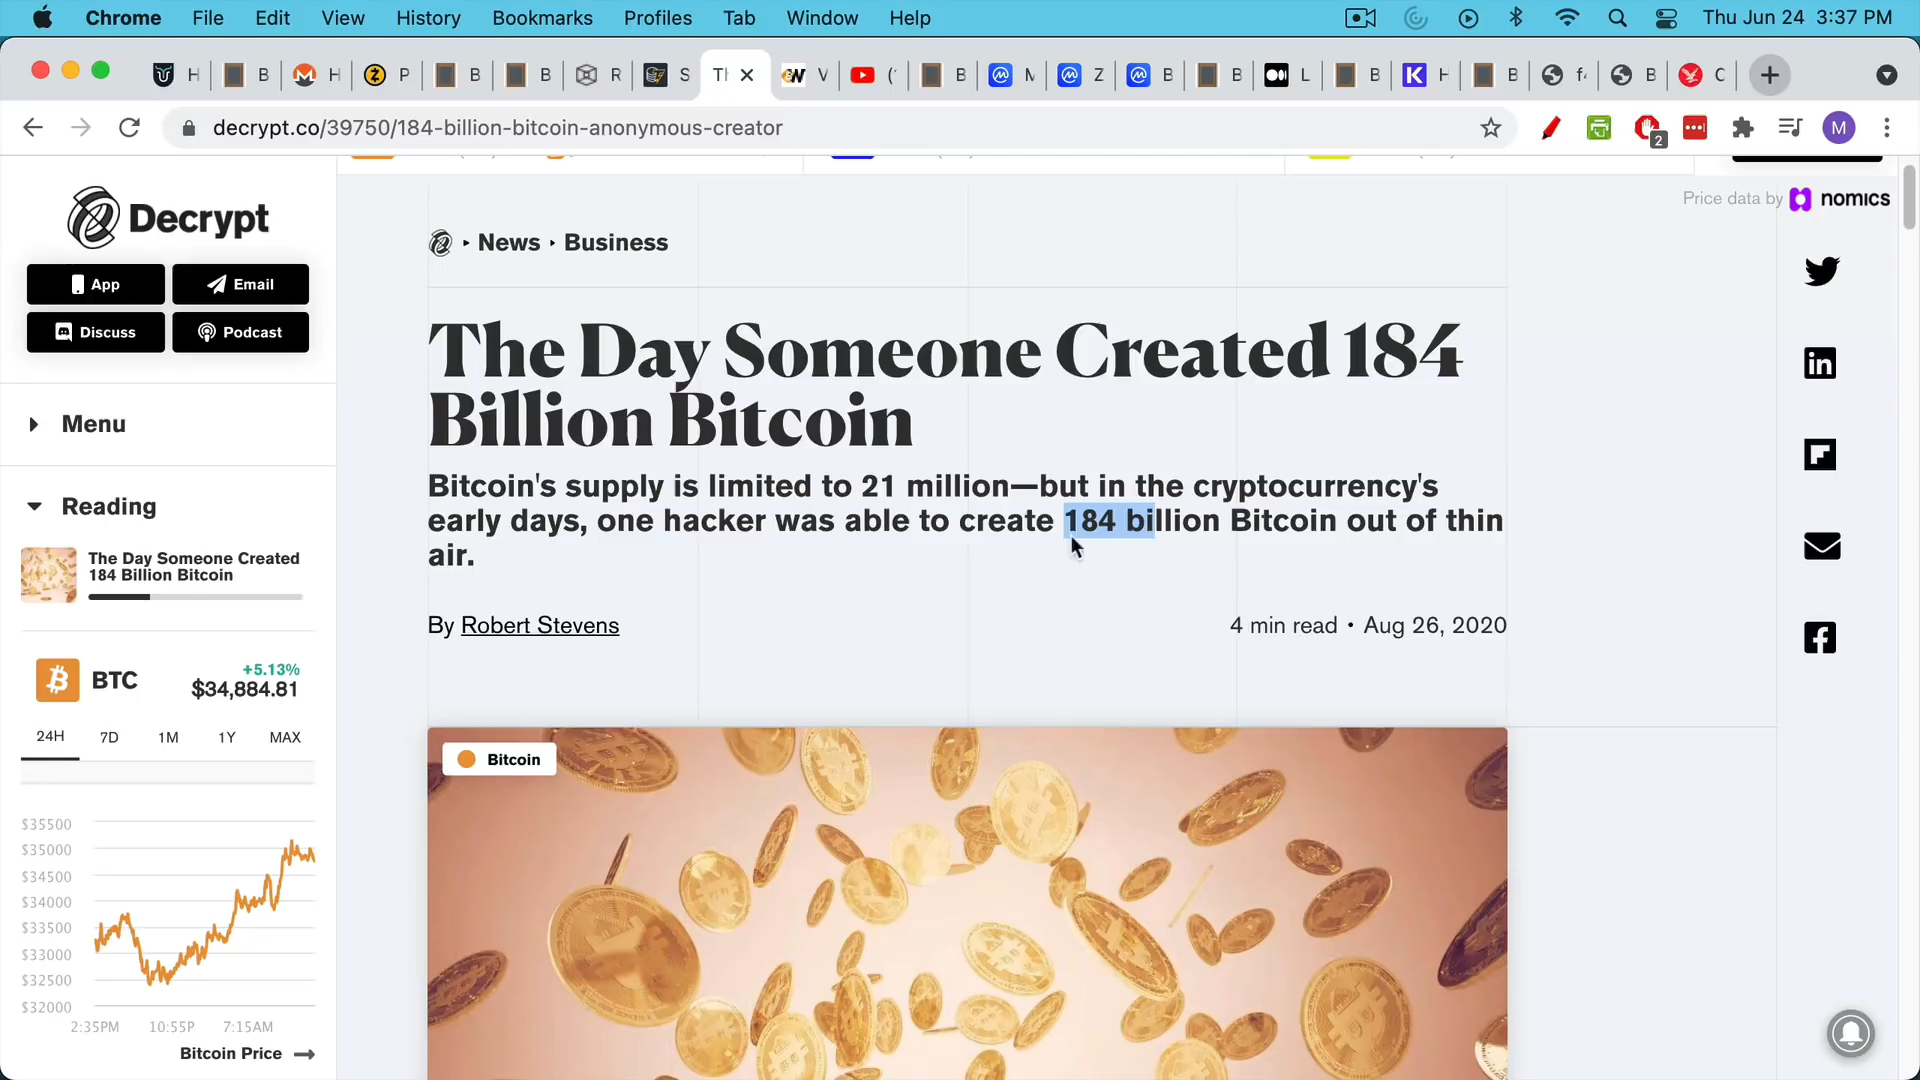 Chrome File Edit View History Bookmarks Profiles Tab Window Help Thu Jun 24 3:37 PM
H B H P B B R S Tl V ( B M Z B B L B H B f B C
decrypt.co/39750/184-billion-bitcoin-anonymous-creator 2 M
Decrypt
App Email
Discuss Podcast
Menu
Reading
The Day Someone Created
184 Billion Bitcoin
BTC +5.13%
$34,884.81
24H 7D 1M 1Y MAX
$35500
$35000
$34500
$34000
$33500
$33000
$32500
$32000
2:35PM 10:55P 7:15AM
Bitcoin Price →
Price data by nomics
News Business
The Day Someone Created 184
Billion Bitcoin
Bitcoin's supply is limited to 21 million—but in the cryptocurrency's
early days, one hacker was able to create 184 billion Bitcoin out of thin
air.
By Robert Stevens 4 min read • Aug 26, 2020
Bitcoin